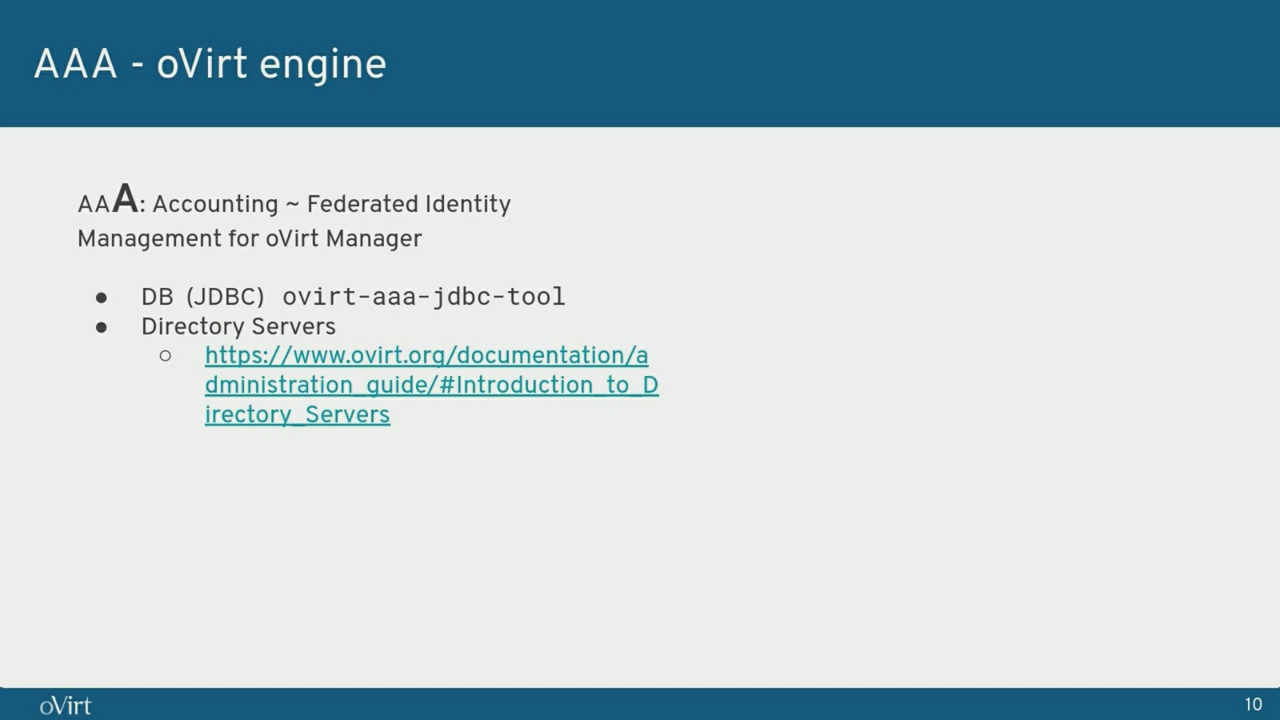 AAA - oVirt engine
AAA: Accounting ~ Federated Identity
Management for oVirt Manager
● DB (JDBC) ovirt-aaa-jdbc-tool
● Directory Servers
○ https://www.ovirt.org/documentation/a
dministration_guide/#Introduction_to_D
irectory_Servers
oVirt
10